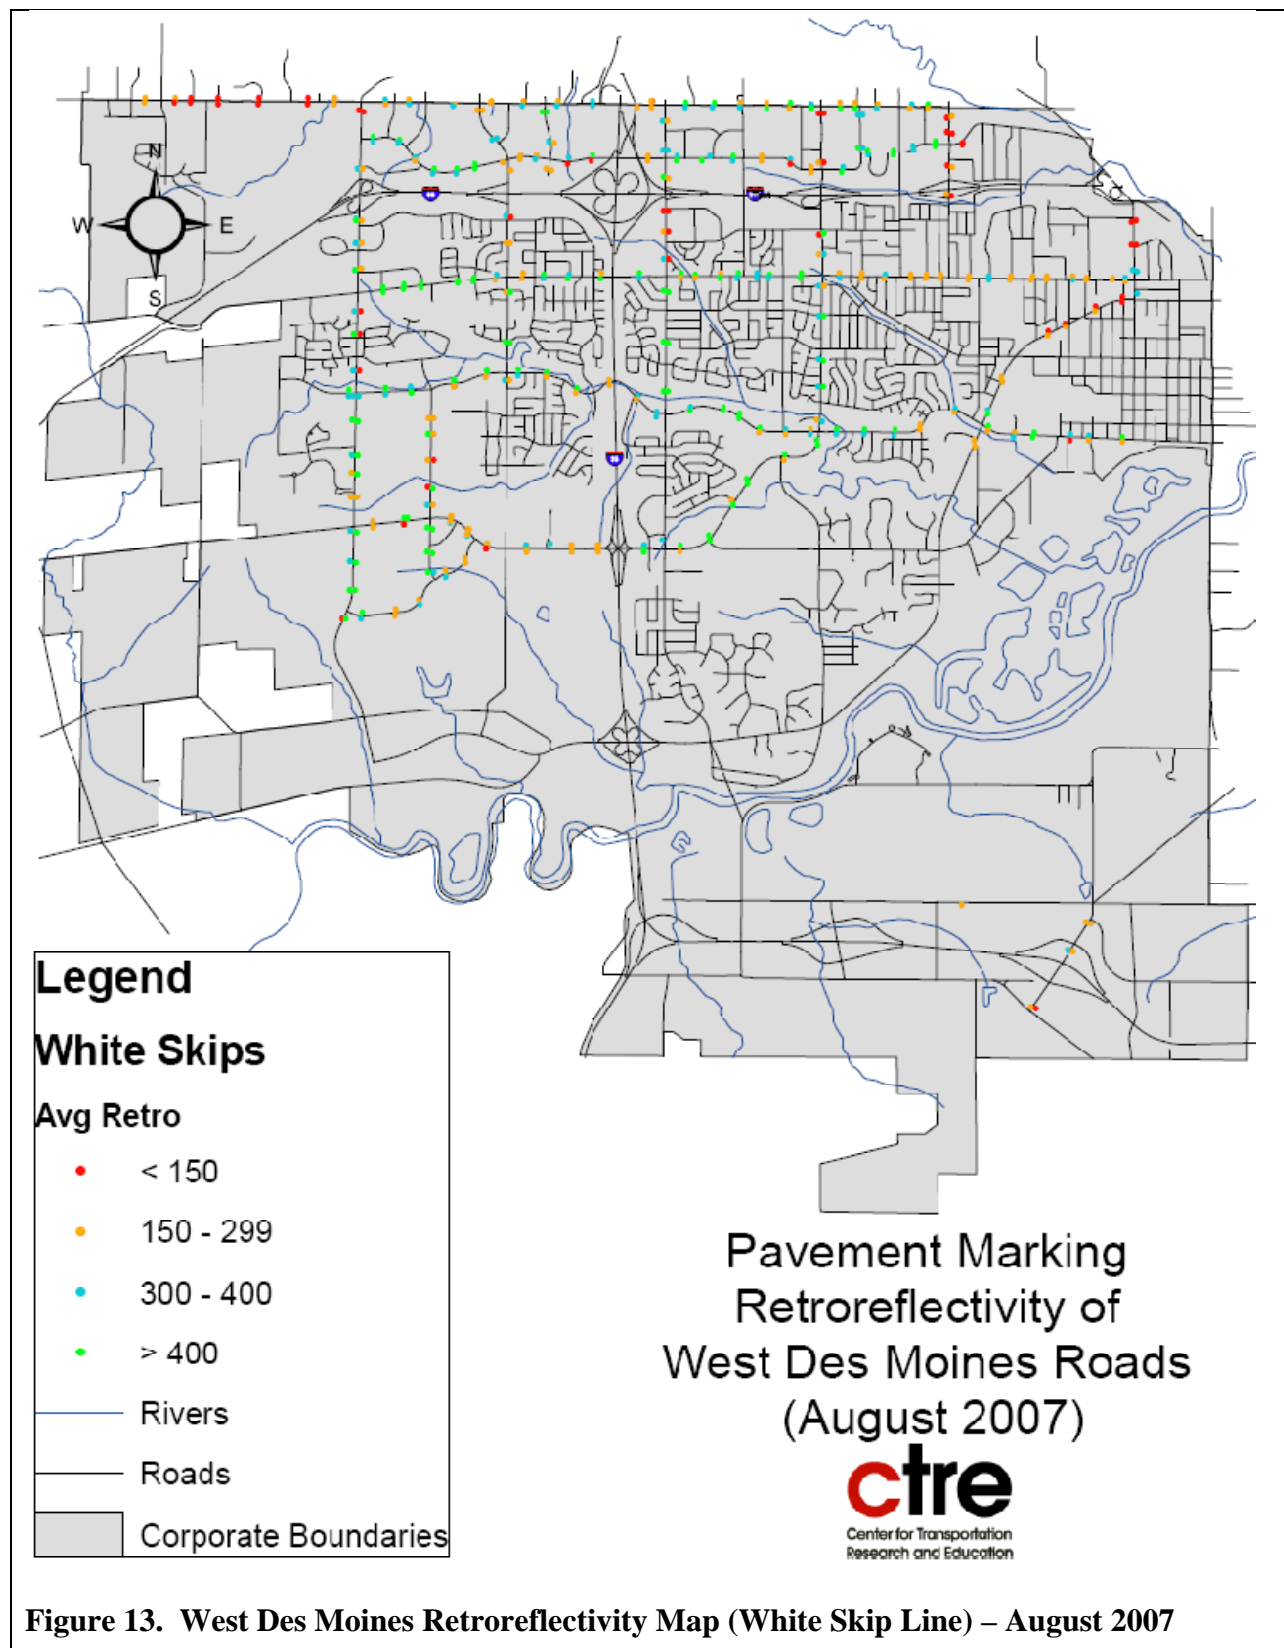 N
W
E
S
Legend
White Skips
Avg Retro
< 150
150 - 299
300 - 400
> 400
Rivers
Roads
Corporate Boundaries
Pavement Marking
Retroreflectivity of
West Des Moines Roads
(August 2007)
ctre
Center for Transportation
Research and Education
Figure 13. West Des Moines Retroreflectivity Map (White Skip Line) – August 2007